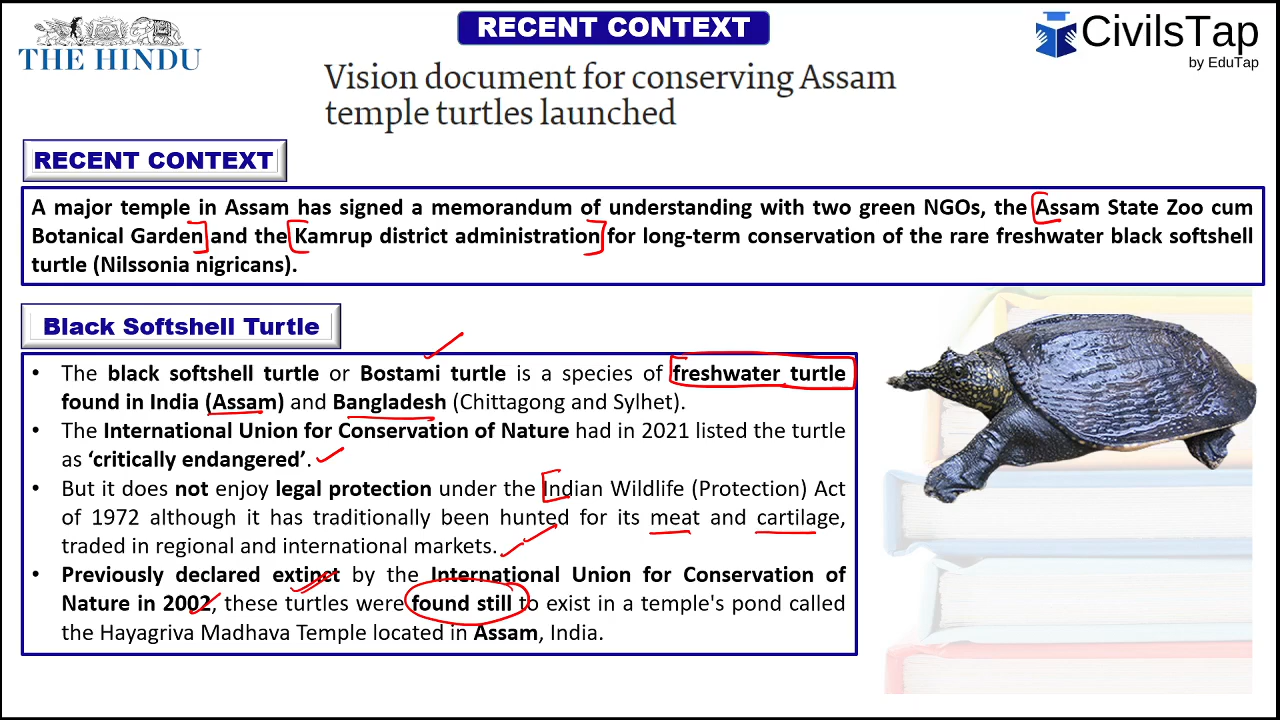 RECENT CONTEXT
THE HINDU
CivilsTap
by EduTap
Vision document for conserving Assam
temple turtles launched
RECENT CONTEXT
A major temple in Assam has signed a memorandum of understanding with two green NGOs, the Assam State Zoo cum
Botanical Garden and the Kamrup district administration for long-term conservation of the rare freshwater black softshell
turtle (Nilssonia nigricans).
Black Softshell Turtle
• The black softshell turtle or Bostami turtle is a species of freshwater turtle
found in India (Assam) and Bangladesh (Chittagong and Sylhet).
• The International Union for Conservation of Nature had in 2021 listed the turtle
as ‘critically endangered’.
• But it does not enjoy legal protection under the Indian Wildlife (Protection) Act
of 1972 although it has traditionally been hunted for its meat and cartilage,
traded in regional and international markets.
• Previously declared extinct by the International Union for Conservation of
Nature in 2002, these turtles were found still to exist in a temple's pond called
the Hayagriva Madhava Temple located in Assam, India.